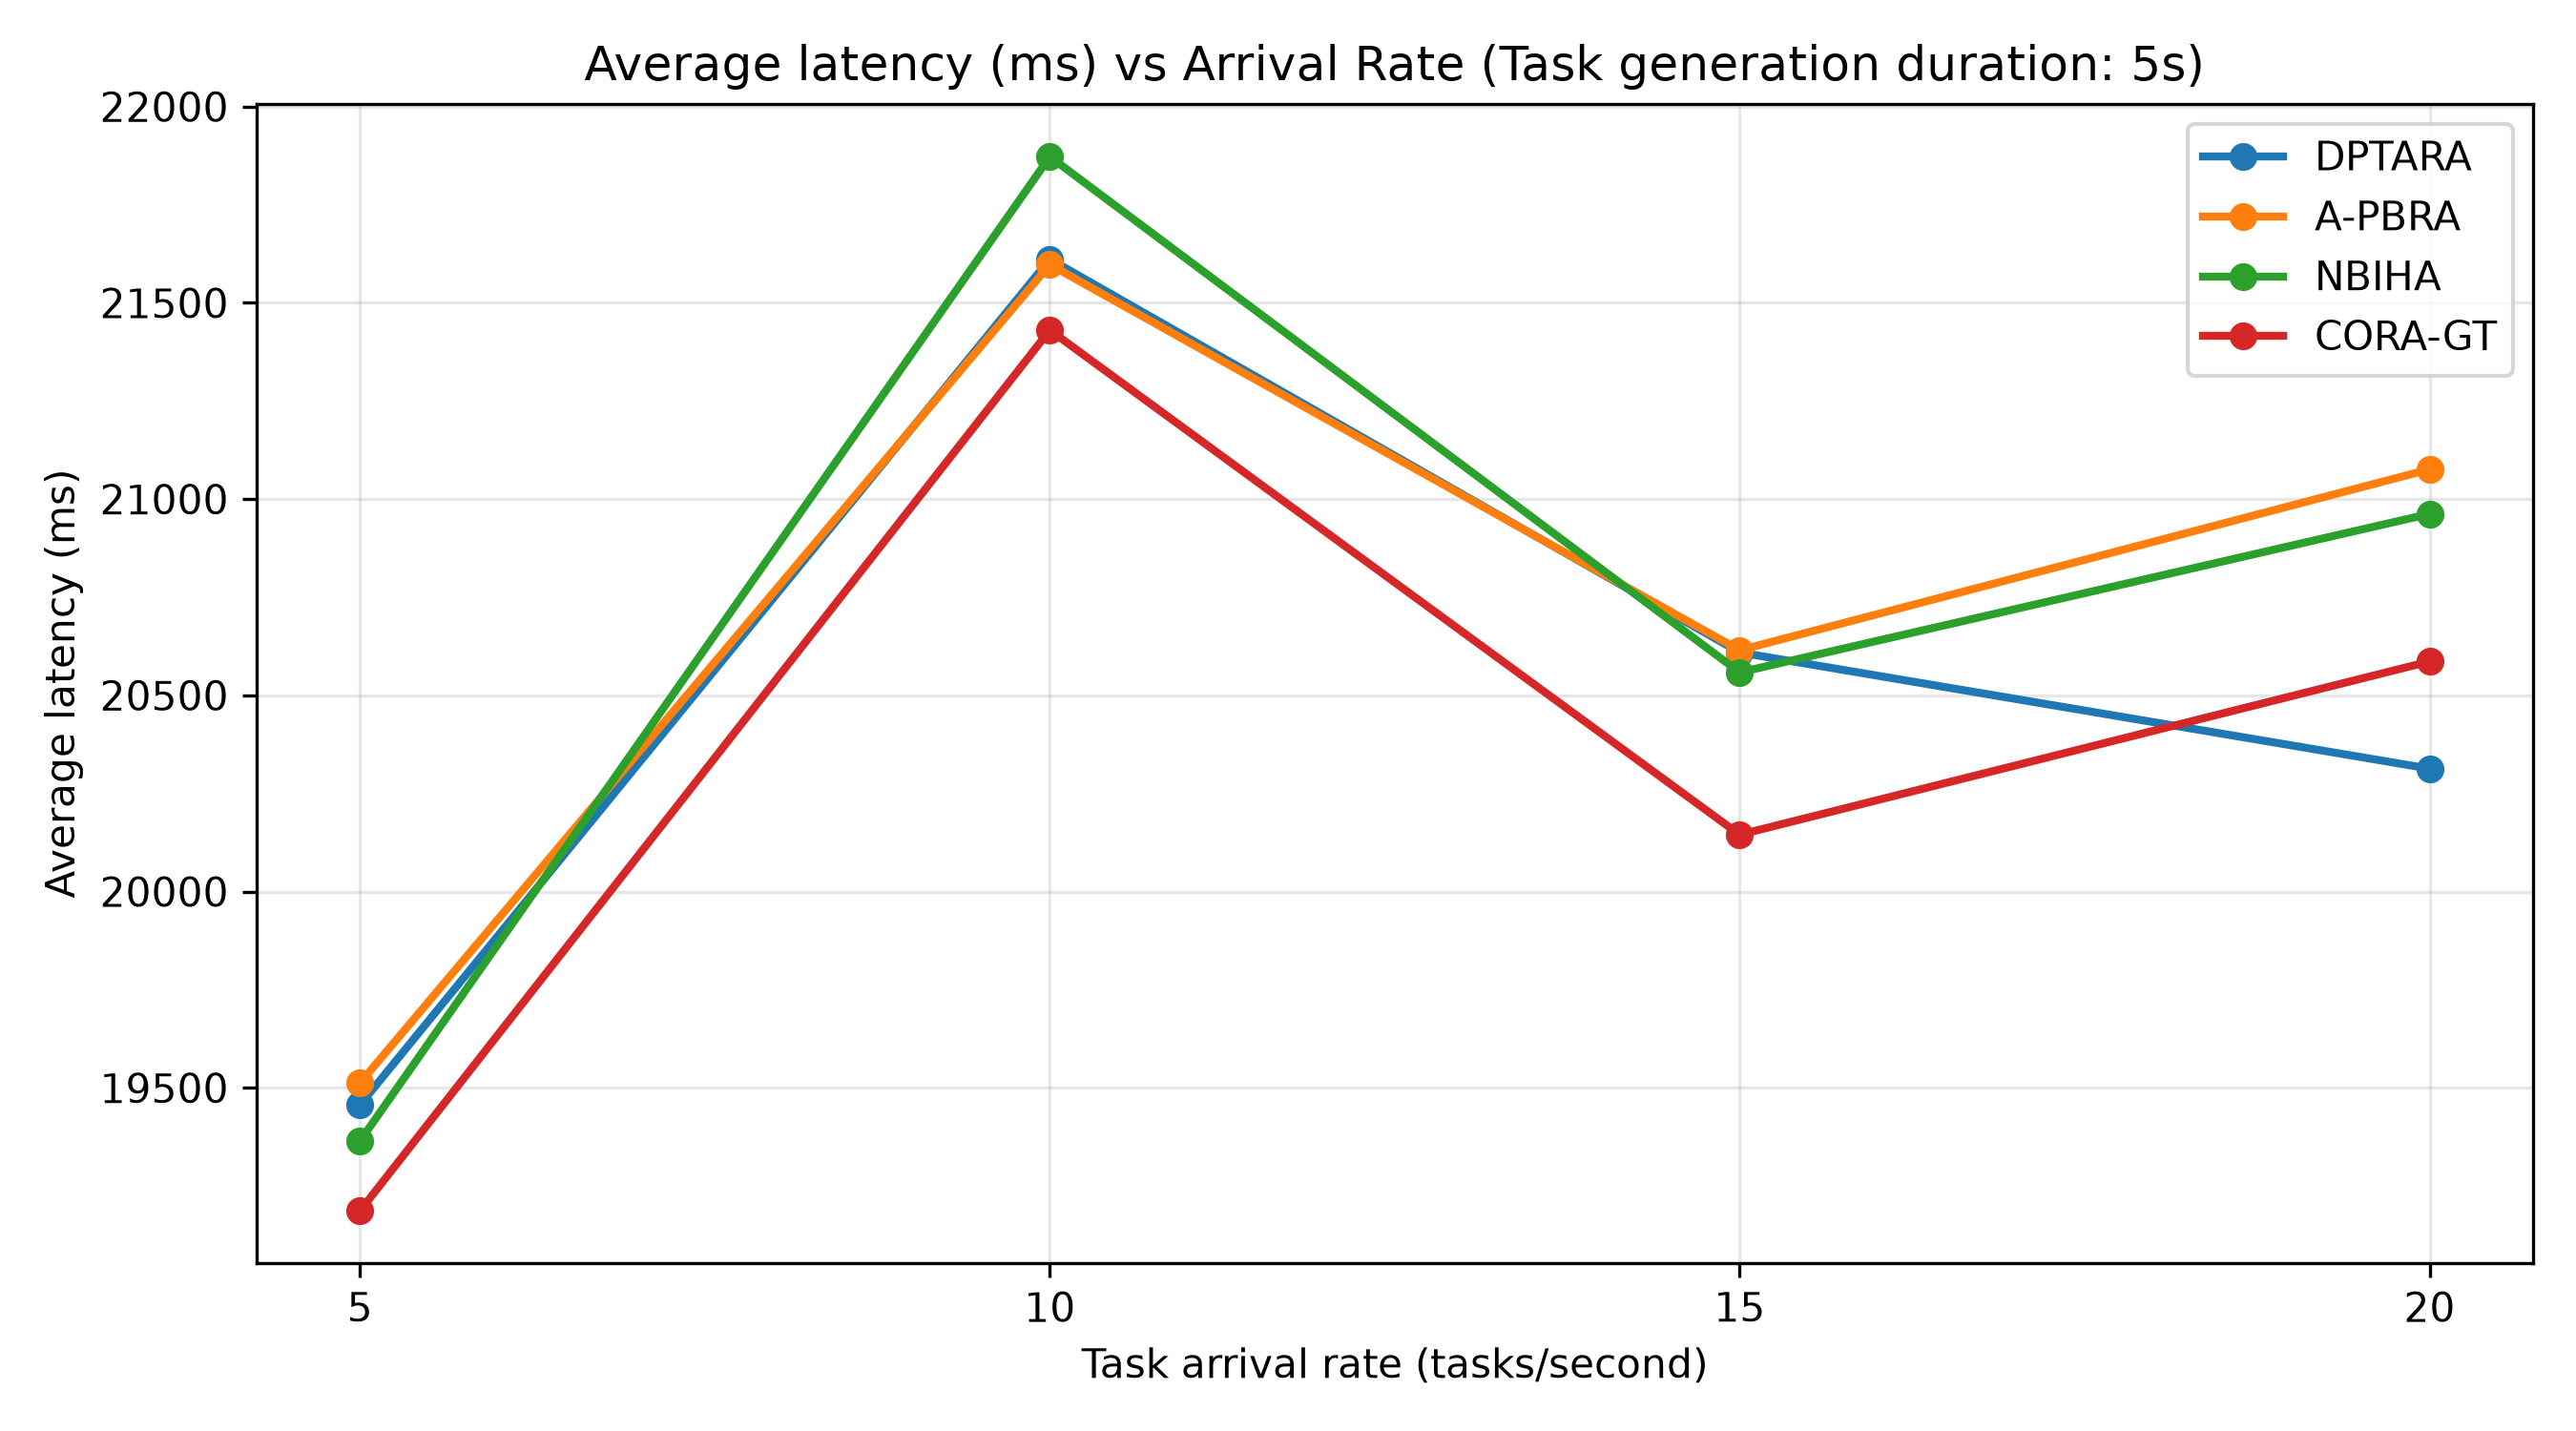 Average latency (ms) vs Arrival Rate (Task generation duration: 5s)
22000
21500
21000
20500
20000
19500
Average latency (ms)
DPTARA
A-PBRA
NBIHA
CORA-GT
5
10
15
20
Task arrival rate (tasks/second)